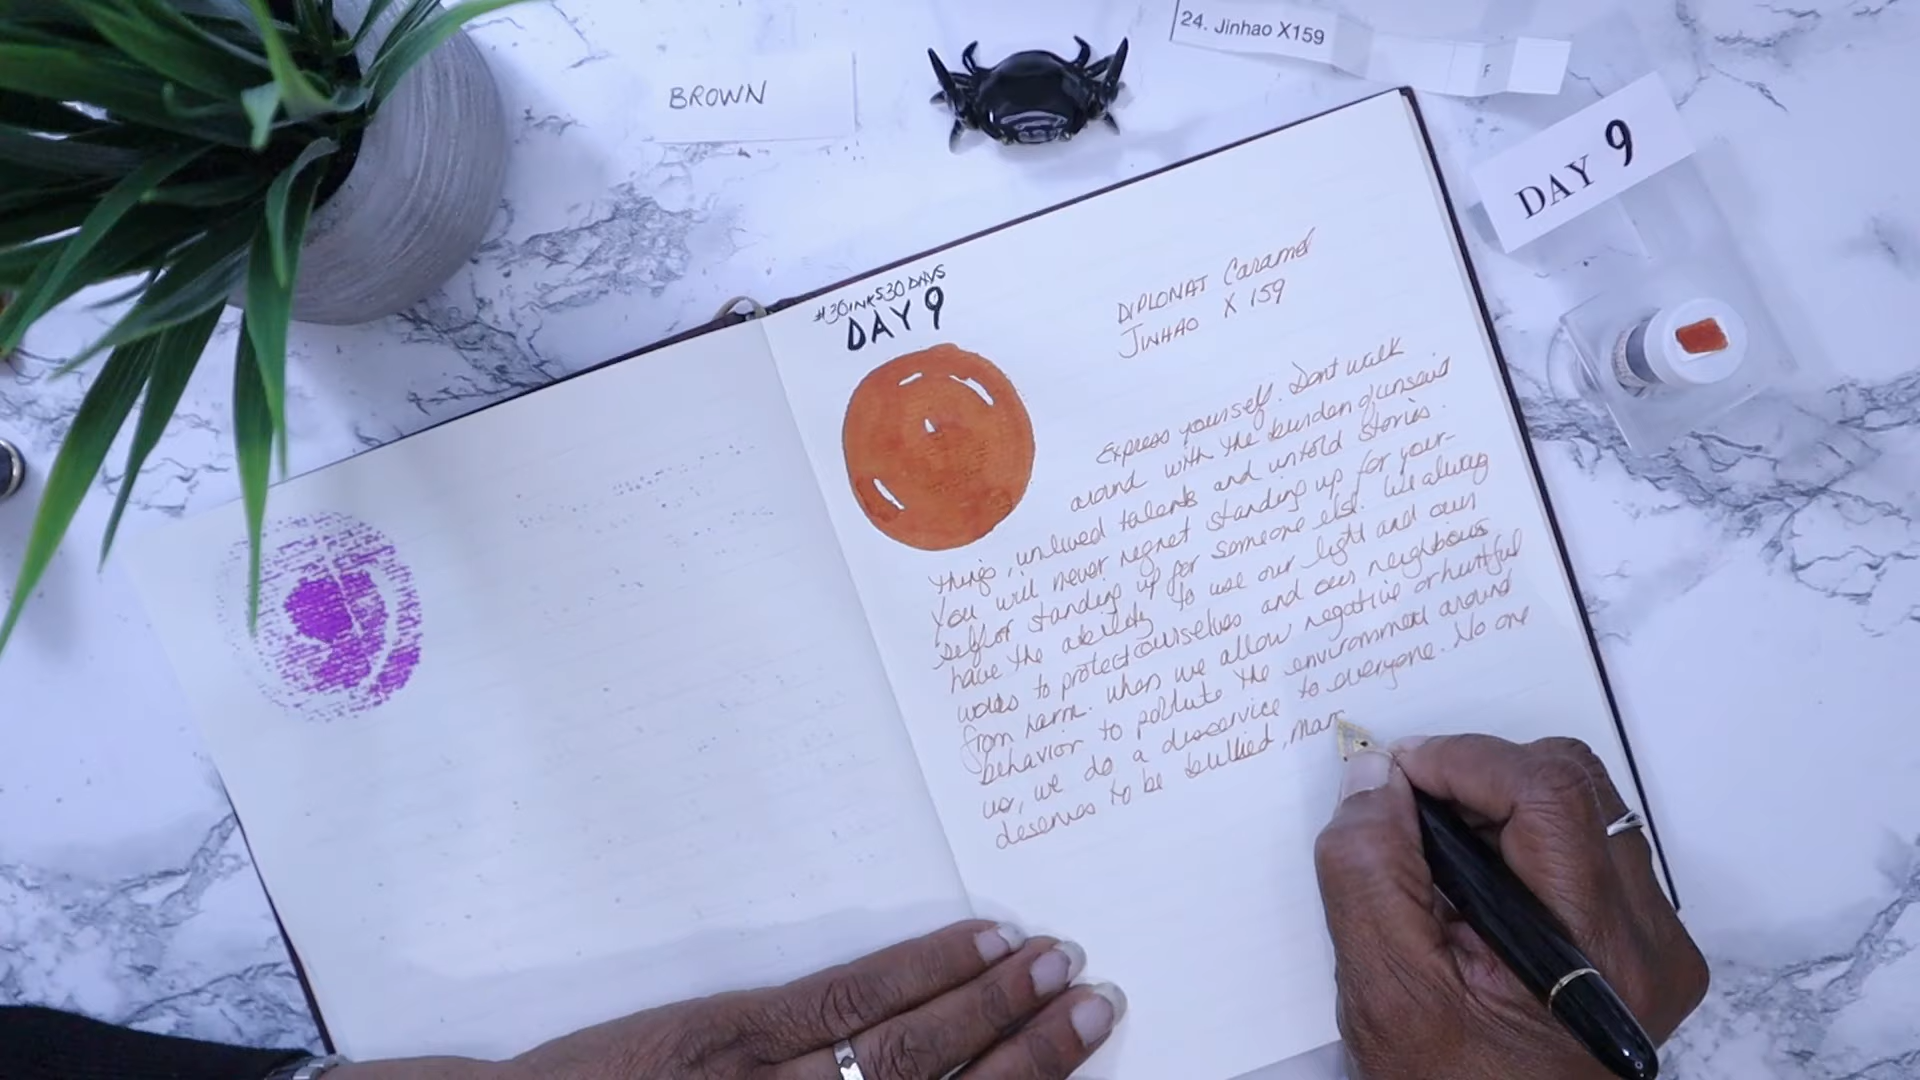 24. Jinhao X159
F
BROWN
DAY 9
#30INKS30DAYS
DAY 9
DIPLONAT Caramel
JINHAO X 159
Express yourself. Dont walk
around with the burden of unsaid
things, unlived talents and untold stories.
You will never regret standing up for your-
self or standing up for someone else. We always
have the ability to use our light and our
words to protect ourselves and our neighbours
from harm. When we allow negative or hurtful
behavior to pollute the environment around
us, we do a desservice to everyone. No one
deserves to be bullied, mar